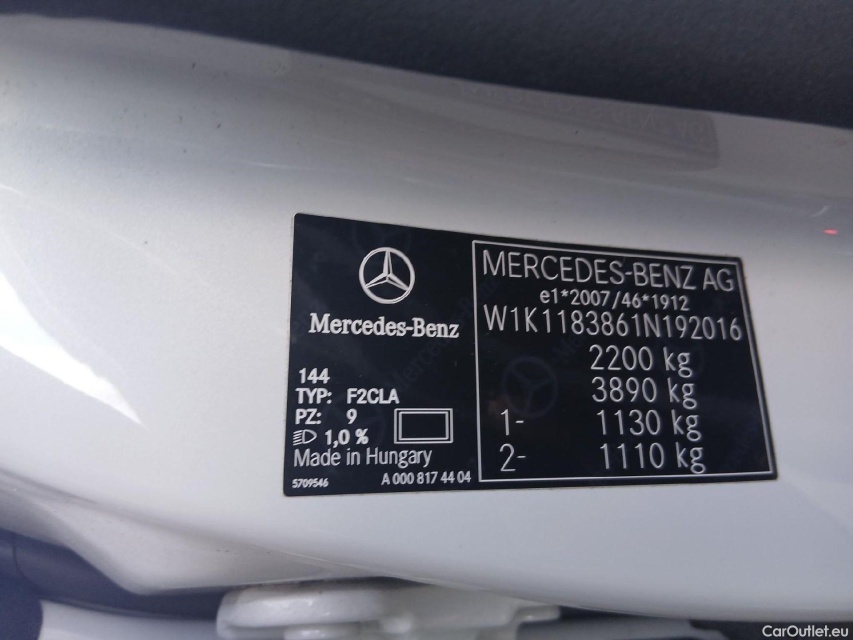 Mercedes-Benz
144
TYP: F2CLA
PZ: 9
1,0 %
Made in Hungary
5709546 A 000 817 44 04
MERCEDES-BENZ AG
e1*2007/46*1912
W1K1183861N192016
2200 kg
3890 kg
1- 1130 kg
2- 1110 kg
CarOutlet.eu